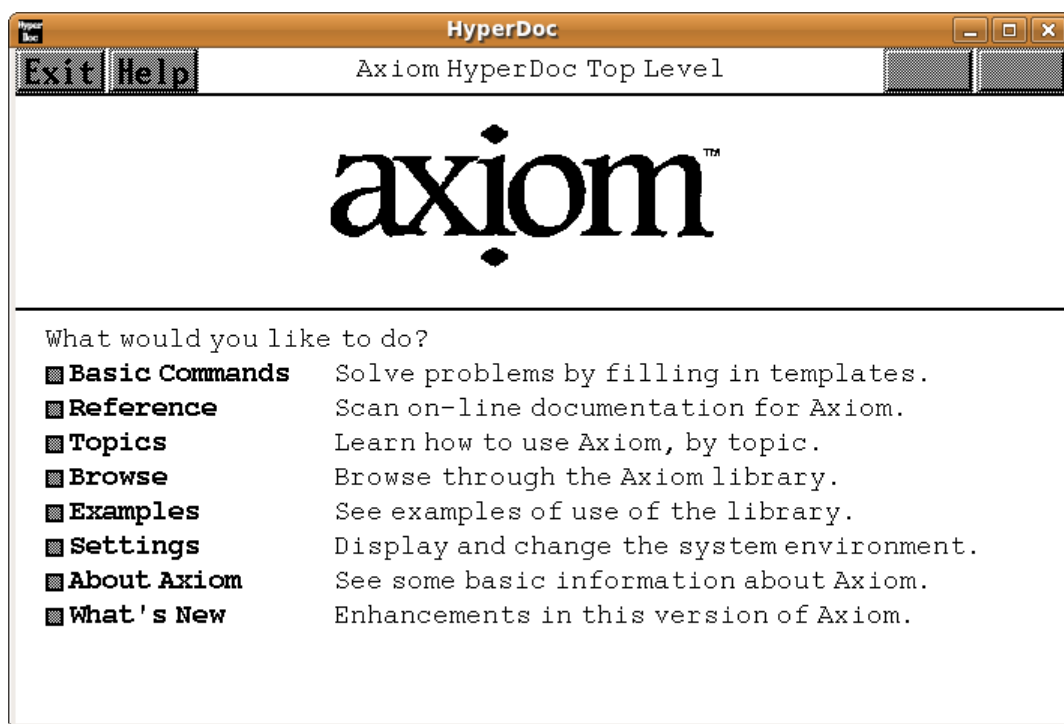 Hyper
Doc
HyperDoc
Exit Help Axiom HyperDoc Top Level
axiom™
What would you like to do?
Basic Commands Solve problems by filling in templates.
Reference Scan on-line documentation for Axiom.
Topics Learn how to use Axiom, by topic.
Browse Browse through the Axiom library.
Examples See examples of use of the library.
Settings Display and change the system environment.
About Axiom See some basic information about Axiom.
What's New Enhancements in this version of Axiom.